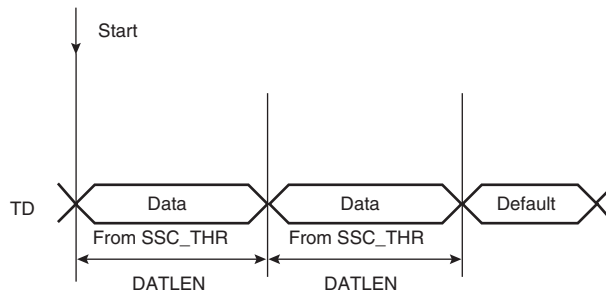 Start
TD
Data
Data
Default
From SSC_THR
From SSC_THR
DATLEN
DATLEN